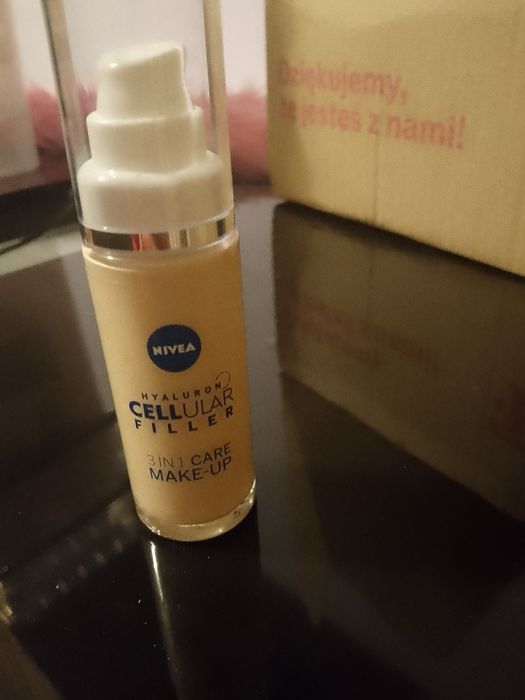 NIVEA
HYALURON
CELLULAR
FILLER
3 IN 1 CARE
MAKE-UP
Dziękujemy,
że jesteś z nami!